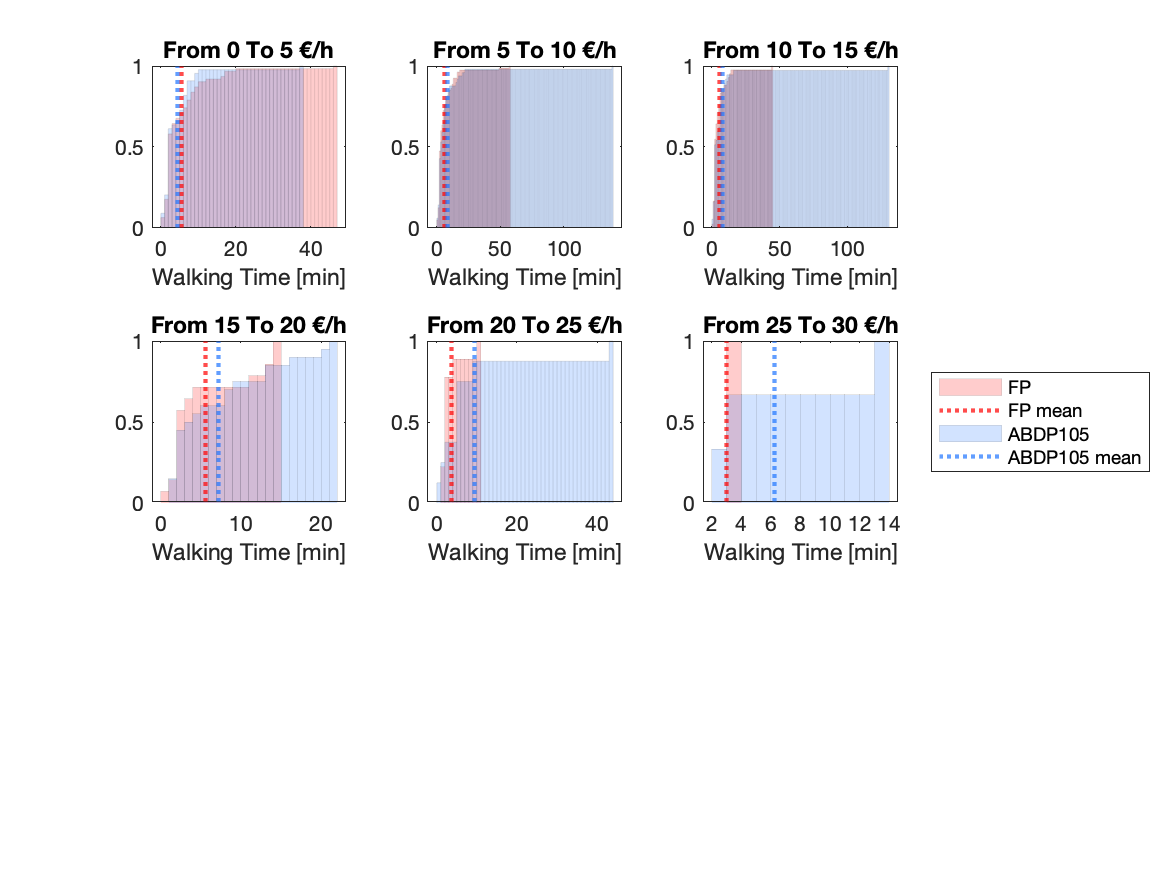 From 0 To 5 €/h
From 5 To 10 €/h
From 10 To 15 €/h
1
0.5
0
0 20 40
Walking Time [min]
1
0.5
0
0 50 100
Walking Time [min]
1
0.5
0
0 50 100
Walking Time [min]
From 15 To 20 €/h
From 20 To 25 €/h
From 25 To 30 €/h
1
0.5
0
0 10 20
Walking Time [min]
1
0.5
0
0 20 40
Walking Time [min]
1
0.5
0
2 4 6 8 10 12 14
Walking Time [min]
FP
FP mean
ABDP105
ABDP105 mean